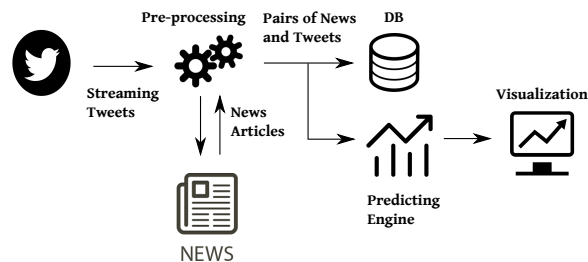 Pre-processing
Pairs of News
and Tweets
DB
Streaming
Tweets
News
Articles
Visualization
Predicting
Engine
NEWS